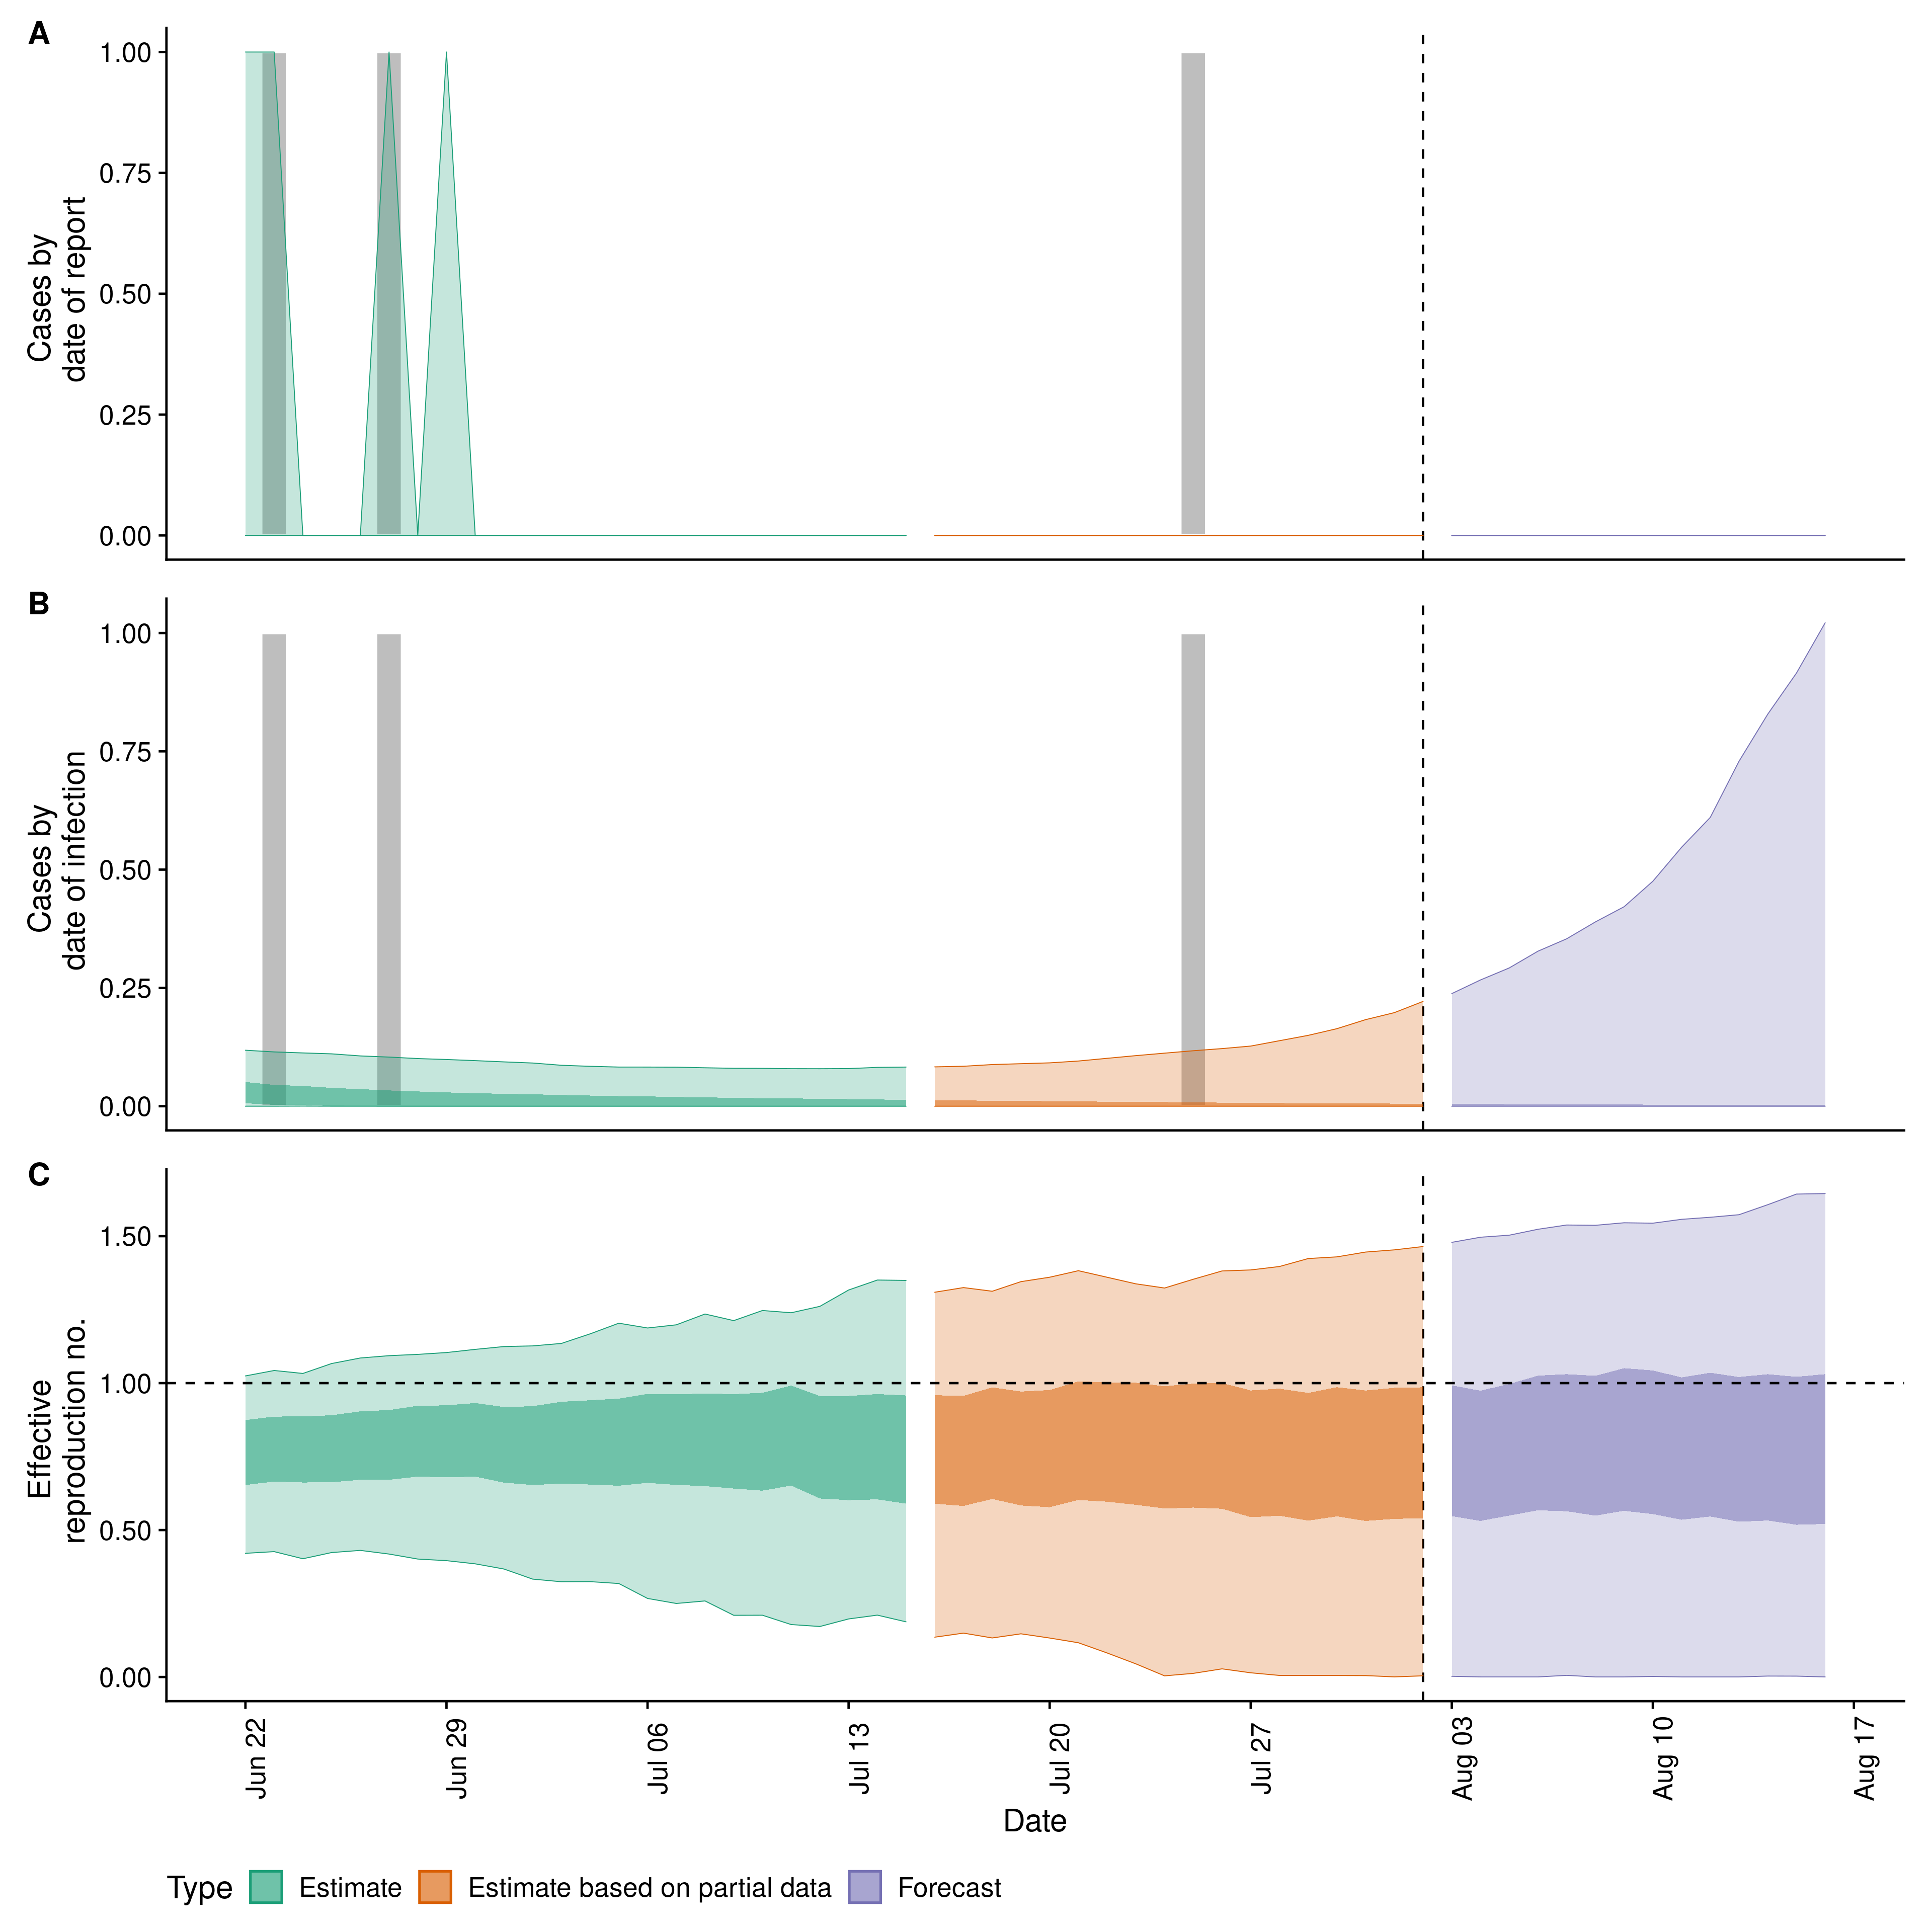 A
1.00
0.75
0.50
0.25
0.00
Cases by
date of report
B
1.00
0.75
0.50
0.25
0.00
Cases by
date of infection
C
1.50
1.00
0.50
0.00
Effective
reproduction no.
Jun 22
Jun 29
Jul 06
Jul 13
Jul 20
Jul 27
Aug 03
Aug 10
Aug 17
Date
Type
Estimate
Estimate based on partial data
Forecast